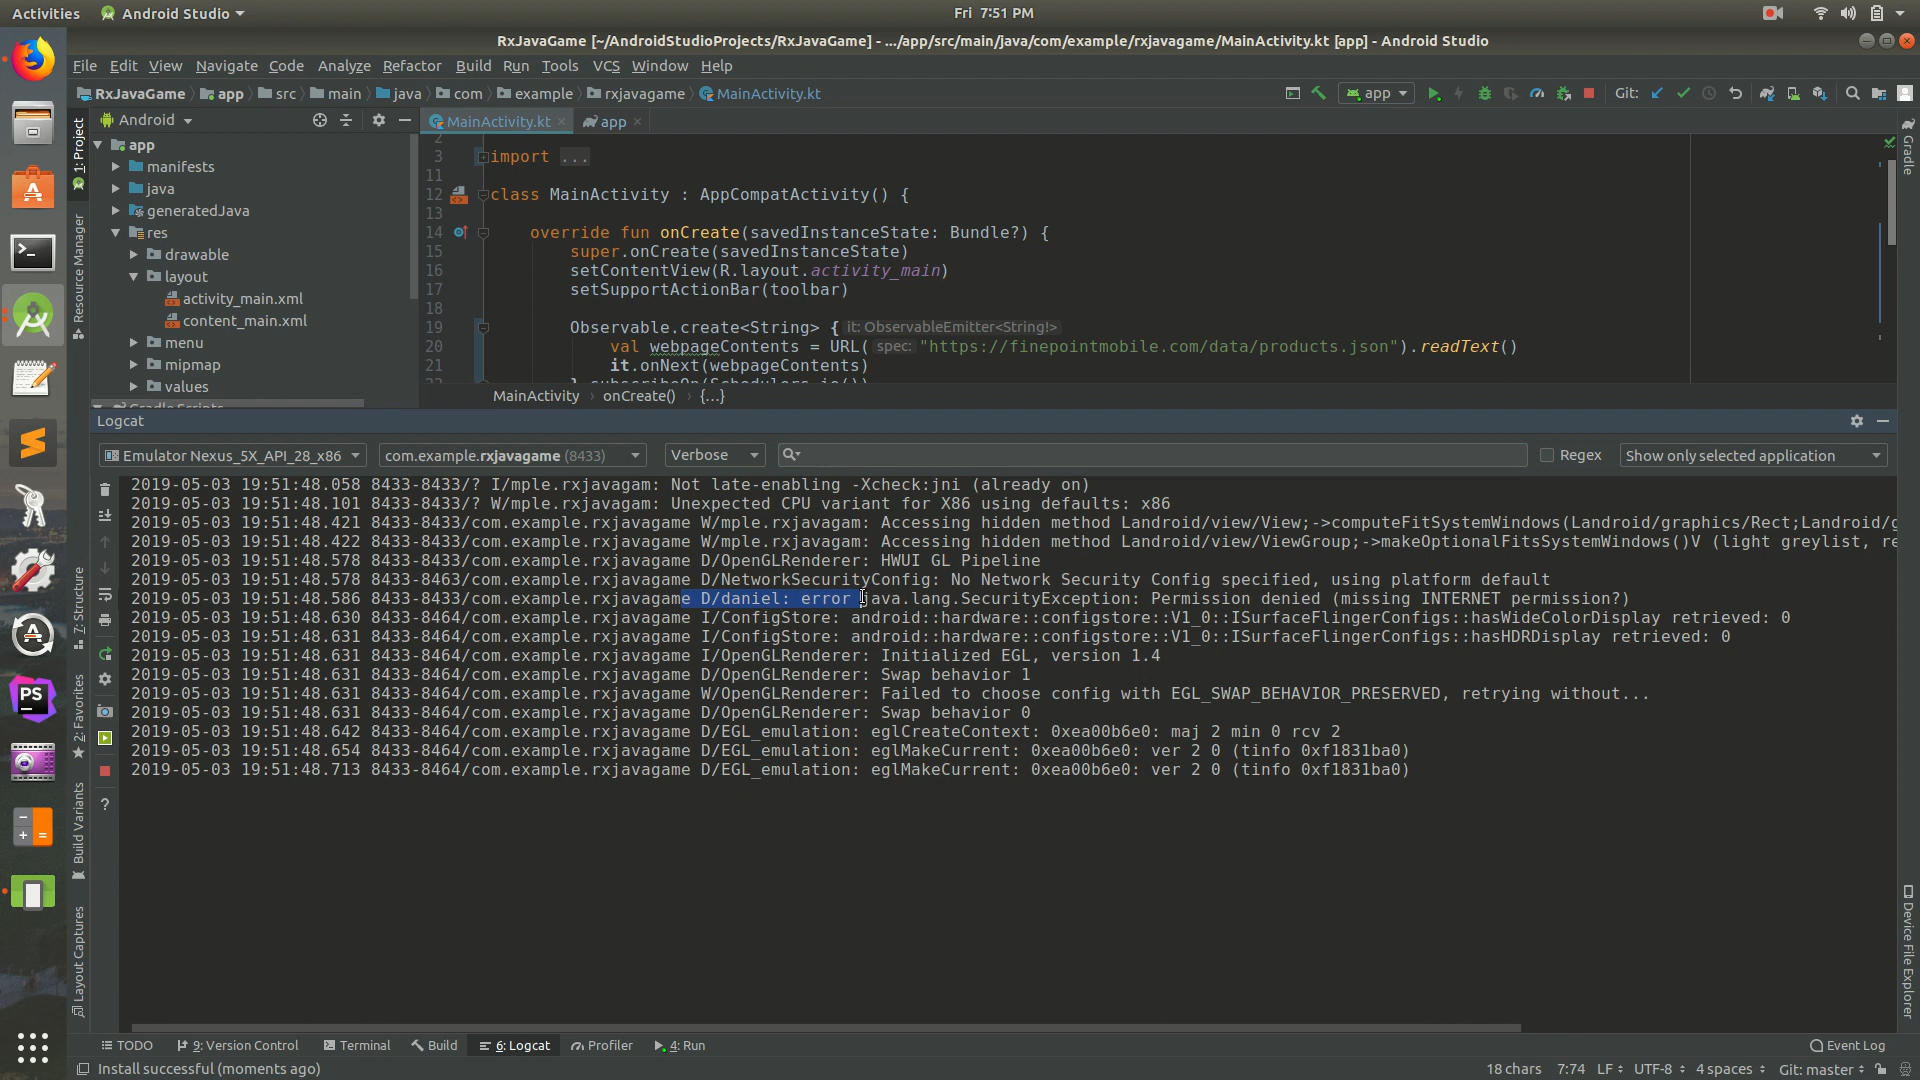 Activities Android Studio Fri 7:51 PM
RxJavaGame [~/AndroidStudioProjects/RxJavaGame] - .../app/src/main/java/com/example/rxjavagame/MainActivity.kt [app] - Android Studio
File Edit View Navigate Code Analyze Refactor Build Run Tools VCS Window Help
RxJavaGame app src main java com example rxjavagame MainActivity.kt app Git:
Android MainActivity.kt app
1: Project
Resource Manager
7: Structure
2: Favorites
Build Variants
Layout Captures
Gradle
Device File Explorer
app
manifests
java
generatedJava
res
drawable
layout
activity_main.xml
content_main.xml
menu
mipmap
values
2
3 import ...
11
12 class MainActivity : AppCompatActivity() {
13
14 override fun onCreate(savedInstanceState: Bundle?) {
15 super.onCreate(savedInstanceState)
16 setContentView(R.layout.activity_main)
17 setSupportActionBar(toolbar)
18
19 Observable.create<String> { it: ObservableEmitter<String!>
20 val webpageContents = URL( spec: "https://finepointmobile.com/data/products.json").readText()
21 it.onNext(webpageContents)
MainActivity › onCreate() › {...}
Logcat
Emulator Nexus_5X_API_28_x86 com.example.rxjavagame (8433) Verbose Regex Show only selected application
2019-05-03 19:51:48.058 8433-8433/? I/mple.rxjavagam: Not late-enabling -Xcheck:jni (already on)
2019-05-03 19:51:48.101 8433-8433/? W/mple.rxjavagam: Unexpected CPU variant for X86 using defaults: x86
2019-05-03 19:51:48.421 8433-8433/com.example.rxjavagame W/mple.rxjavagam: Accessing hidden method Landroid/view/View;->computeFitSystemWindows(Landroid/graphics/Rect;Landroid/g
2019-05-03 19:51:48.422 8433-8433/com.example.rxjavagame W/mple.rxjavagam: Accessing hidden method Landroid/view/ViewGroup;->makeOptionalFitsSystemWindows()V (light greylist, re
2019-05-03 19:51:48.578 8433-8433/com.example.rxjavagame D/OpenGLRenderer: HWUI GL Pipeline
2019-05-03 19:51:48.578 8433-8463/com.example.rxjavagame D/NetworkSecurityConfig: No Network Security Config specified, using platform default
2019-05-03 19:51:48.586 8433-8433/com.example.rxjavagame D/daniel: error java.lang.SecurityException: Permission denied (missing INTERNET permission?)
2019-05-03 19:51:48.630 8433-8464/com.example.rxjavagame I/ConfigStore: android::hardware::configstore::V1_0::ISurfaceFlingerConfigs::hasWideColorDisplay retrieved: 0
2019-05-03 19:51:48.631 8433-8464/com.example.rxjavagame I/ConfigStore: android::hardware::configstore::V1_0::ISurfaceFlingerConfigs::hasHDRDisplay retrieved: 0
2019-05-03 19:51:48.631 8433-8464/com.example.rxjavagame I/OpenGLRenderer: Initialized EGL, version 1.4
2019-05-03 19:51:48.631 8433-8464/com.example.rxjavagame D/OpenGLRenderer: Swap behavior 1
2019-05-03 19:51:48.631 8433-8464/com.example.rxjavagame W/OpenGLRenderer: Failed to choose config with EGL_SWAP_BEHAVIOR_PRESERVED, retrying without...
2019-05-03 19:51:48.631 8433-8464/com.example.rxjavagame D/OpenGLRenderer: Swap behavior 0
2019-05-03 19:51:48.642 8433-8464/com.example.rxjavagame D/EGL_emulation: eglCreateContext: 0xea00b6e0: maj 2 min 0 rcv 2
2019-05-03 19:51:48.654 8433-8464/com.example.rxjavagame D/EGL_emulation: eglMakeCurrent: 0xea00b6e0: ver 2 0 (tinfo 0xf1831ba0)
2019-05-03 19:51:48.713 8433-8464/com.example.rxjavagame D/EGL_emulation: eglMakeCurrent: 0xea00b6e0: ver 2 0 (tinfo 0xf1831ba0)
TODO 9: Version Control Terminal Build 6: Logcat Profiler 4: Run Event Log
Install successful (moments ago) 18 chars 7:74 LF UTF-8 4 spaces Git: master